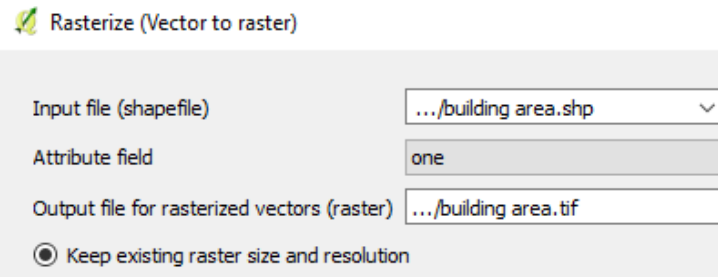 Rasterize (Vector to raster)
Input file (shapefile) .../building area.shp
Attribute field one
Output file for rasterized vectors (raster) .../building area.tif
Keep existing raster size and resolution